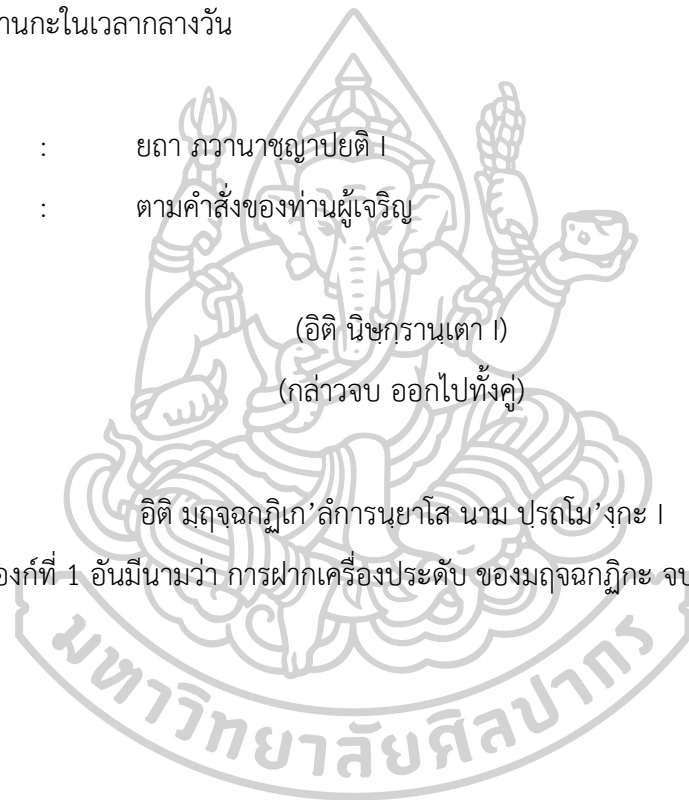 านกะในเวลากลางวัน
: ยถา ภวานาชฺญาปยติ ।
: ตามคำสั่งของท่านผู้เจริญ
(อิติ นิษฺกฺรานฺเตา ।)
(กล่าวจบ ออกไปทั้งคู่)
อิติ มฺฤจฺฉกฏิเก’ลํการนฺยาโส นาม ปฺรถโม’งฺกะ ।
องก์ที่ 1 อันมีนามว่า การฝากเครื่องประดับ ของมฤจฉกฏิกะ จบ
มหาวิทยาลัยศิลปากร